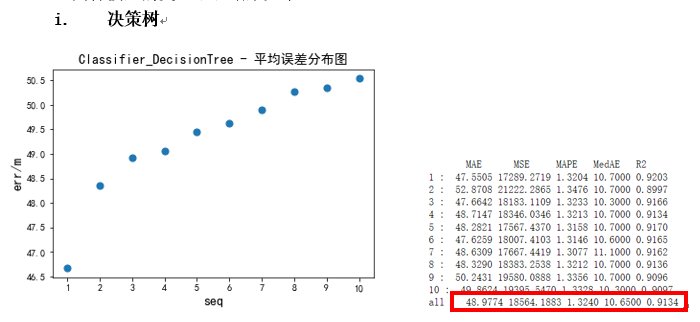 i. 决策树
Classifier_DecisionTree - 平均误差分布图
50.5
50.0
49.5
49.0
48.5
48.0
47.5
47.0
46.5
err/m
1 2 3 4 5 6 7 8 9 10
seq
MAE MSE MAPE MedAE R2
1 : 47.5505 17289.2719 1.3204 10.7000 0.9203
2 : 52.8708 21222.2865 1.3476 10.7000 0.8997
3 : 47.6642 18183.1109 1.3233 10.3000 0.9166
4 : 48.7147 18346.0346 1.3213 10.7000 0.9134
5 : 48.2821 17567.4370 1.3158 10.7000 0.9170
6 : 47.6259 18007.4103 1.3146 10.6000 0.9165
7 : 48.6309 17667.4419 1.3077 11.1000 0.9162
8 : 48.3290 18383.2538 1.3212 10.7000 0.9136
9 : 50.2431 19580.0888 1.3356 10.7000 0.9096
10 : 49.8624 19395.5470 1.3328 10.3000 0.9097
all 48.9774 18564.1883 1.3240 10.6500 0.9134